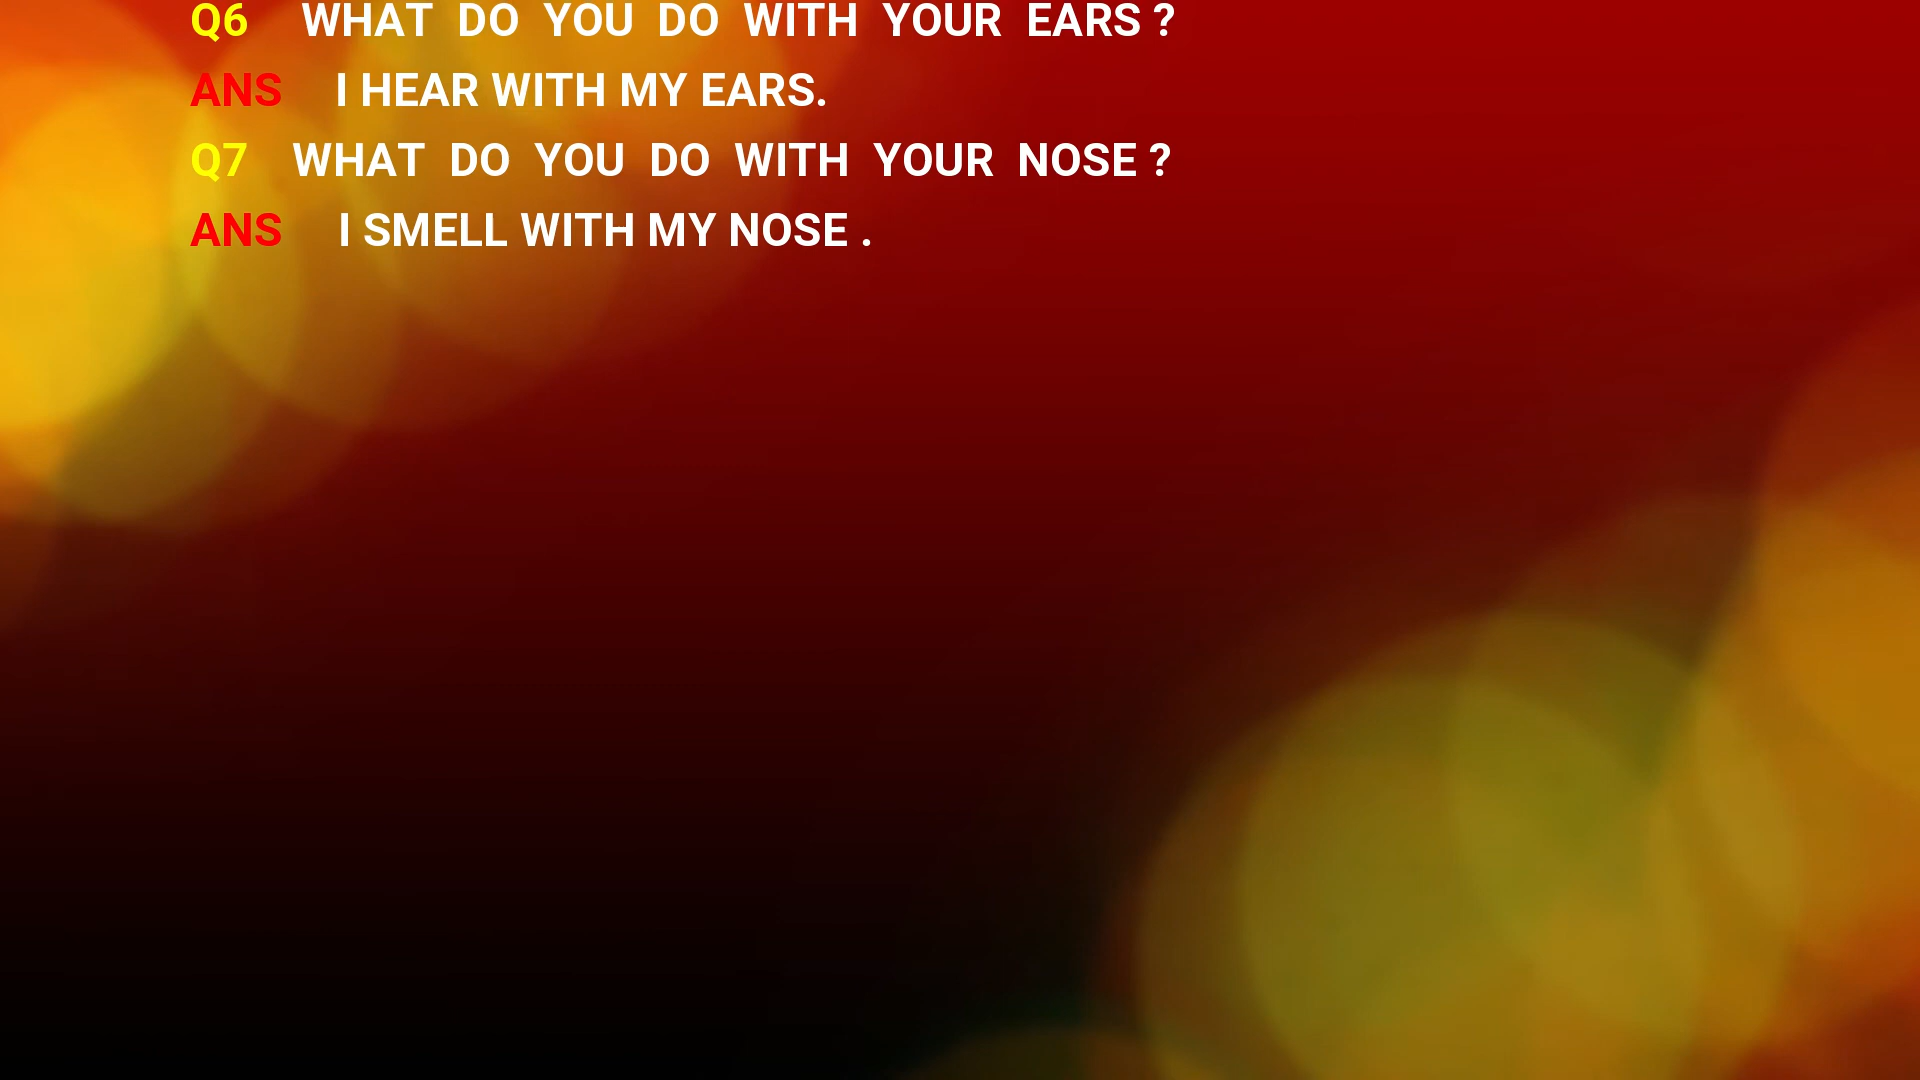 Q6 WHAT DO YOU DO WITH YOUR EARS ?
ANS I HEAR WITH MY EARS.
Q7 WHAT DO YOU DO WITH YOUR NOSE ?
ANS I SMELL WITH MY NOSE .